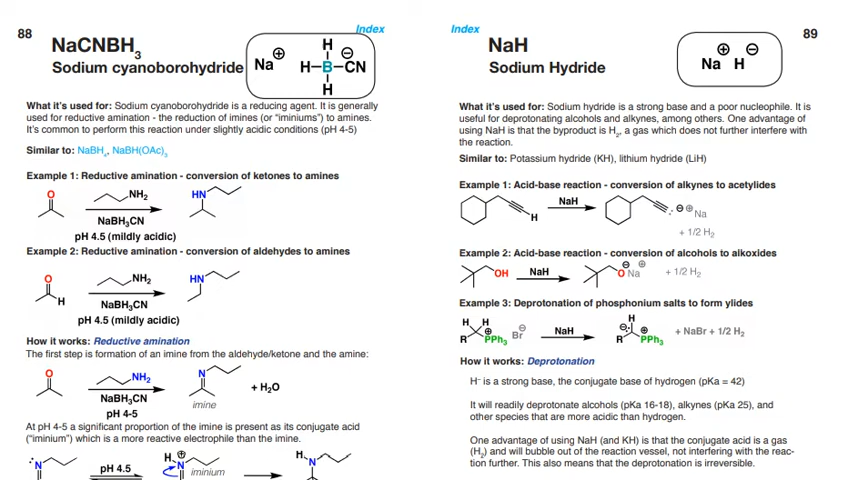 88
Index
NaCNBH3
Sodium cyanoborohydride
Na ⊕
H
H–B–CN ⊖
H
What it's used for: Sodium cyanoborohydride is a reducing agent. It is generally
used for reductive amination - the reduction of imines (or “iminiums”) to amines.
It's common to perform this reaction under slightly acidic conditions (pH 4-5)
Similar to: NaBH4, NaBH(OAc)3
Example 1: Reductive amination - conversion of ketones to amines
O
NH2
HN
NaBH3CN
pH 4.5 (mildly acidic)
Example 2: Reductive amination - conversion of aldehydes to amines
O
H
NH2
HN
NaBH3CN
pH 4.5 (mildly acidic)
How it works: Reductive amination
The first step is formation of an imine from the aldehyde/ketone and the amine:
O
NH2
N
+ H2O
NaBH3CN
imine
pH 4-5
At pH 4-5 a significant proportion of the imine is present as its conjugate acid
(“iminium”) which is a more reactive electrophile than the imine.
N
pH 4.5
H ⊕
N
iminium
H
N
Index
89
NaH
Sodium Hydride
⊕ ⊖
Na H
What it's used for: Sodium hydride is a strong base and a poor nucleophile. It is
useful for deprotonating alcohols and alkynes, among others. One advantage of
using NaH is that the byproduct is H2, a gas which does not further interfere with
the reaction.
Similar to: Potassium hydride (KH), lithium hydride (LiH)
Example 1: Acid-base reaction - conversion of alkynes to acetylides
H
NaH
⊖ ⊕
Na
+ 1/2 H2
Example 2: Acid-base reaction - conversion of alcohols to alkoxides
OH
NaH
⊖ ⊕
O Na
+ 1/2 H2
Example 3: Deprotonation of phosphonium salts to form ylides
H H
⊕ ⊖
R PPh3 Br
NaH
H
⊖ ⊕
R PPh3
+ NaBr + 1/2 H2
How it works: Deprotonation
H– is a strong base, the conjugate base of hydrogen (pKa = 42)
It will readily deprotonate alcohols (pKa 16-18), alkynes (pKa 25), and
other species that are more acidic than hydrogen.
One advantage of using NaH (and KH) is that the conjugate acid is a gas
(H2) and will bubble out of the reaction vessel, not interfering with the reac-
tion further. This also means that the deprotonation is irreversible.